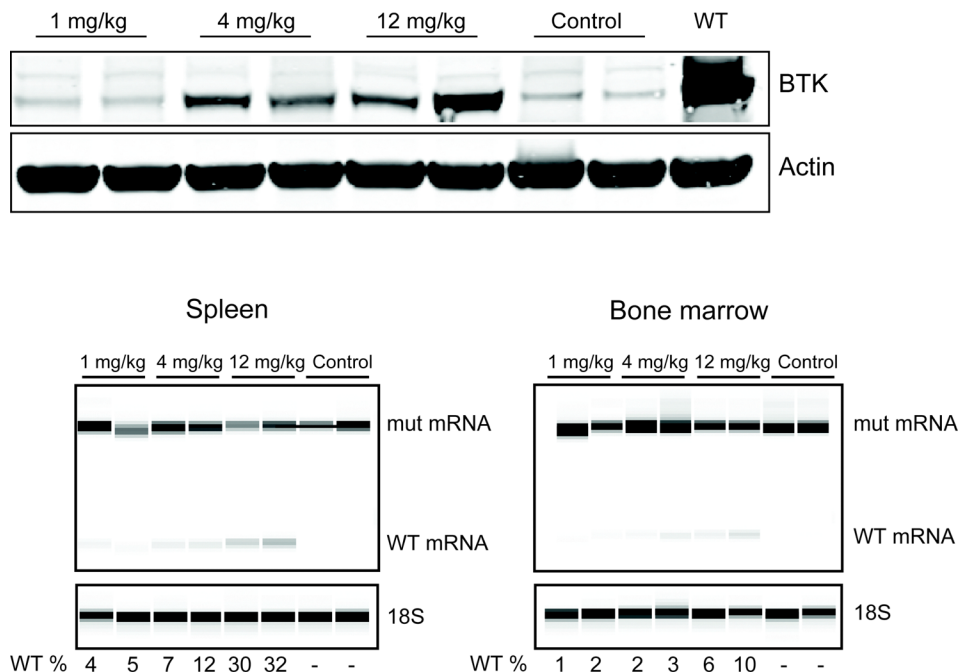 1 mg/kg 4 mg/kg 12 mg/kg Control WT
BTK
Actin
Spleen
1 mg/kg 4 mg/kg 12 mg/kg Control
mut mRNA
WT mRNA
18S
WT % 4 5 7 12 30 32 - -
Bone marrow
1 mg/kg 4 mg/kg 12 mg/kg Control
mut mRNA
WT mRNA
18S
WT % 1 2 2 3 6 10 - -